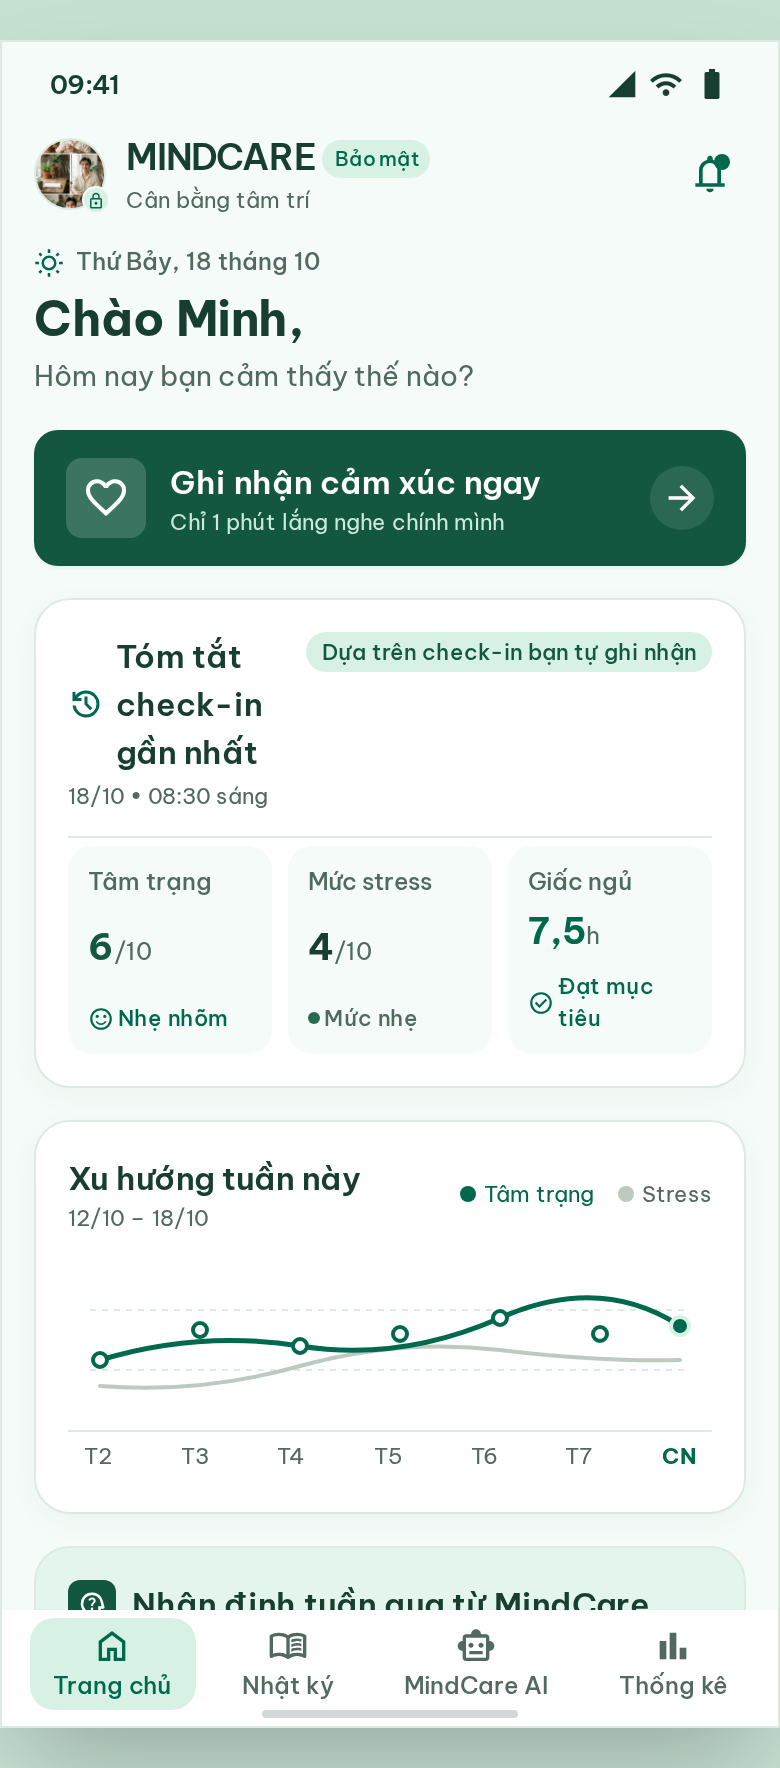 09:41
MINDCARE Bảo mật
Cân bằng tâm trí
Thứ Bảy, 18 tháng 10
Chào Minh,
Hôm nay bạn cảm thấy thế nào?
Ghi nhận cảm xúc ngay
Chỉ 1 phút lắng nghe chính mình
Tóm tắt
check-in
gần nhất
Dựa trên check-in bạn tự ghi nhận
18/10 • 08:30 sáng
Tâm trạng
6/10
Nhẹ nhõm
Mức stress
4/10
Mức nhẹ
Giấc ngủ
7,5h
Đạt mục
tiêu
Xu hướng tuần này
12/10 – 18/10
Tâm trạng
Stress
T2 T3 T4 T5 T6 T7 CN
Nhận định tuần qua từ MindCare
Trang chủ
Nhật ký
MindCare AI
Thống kê